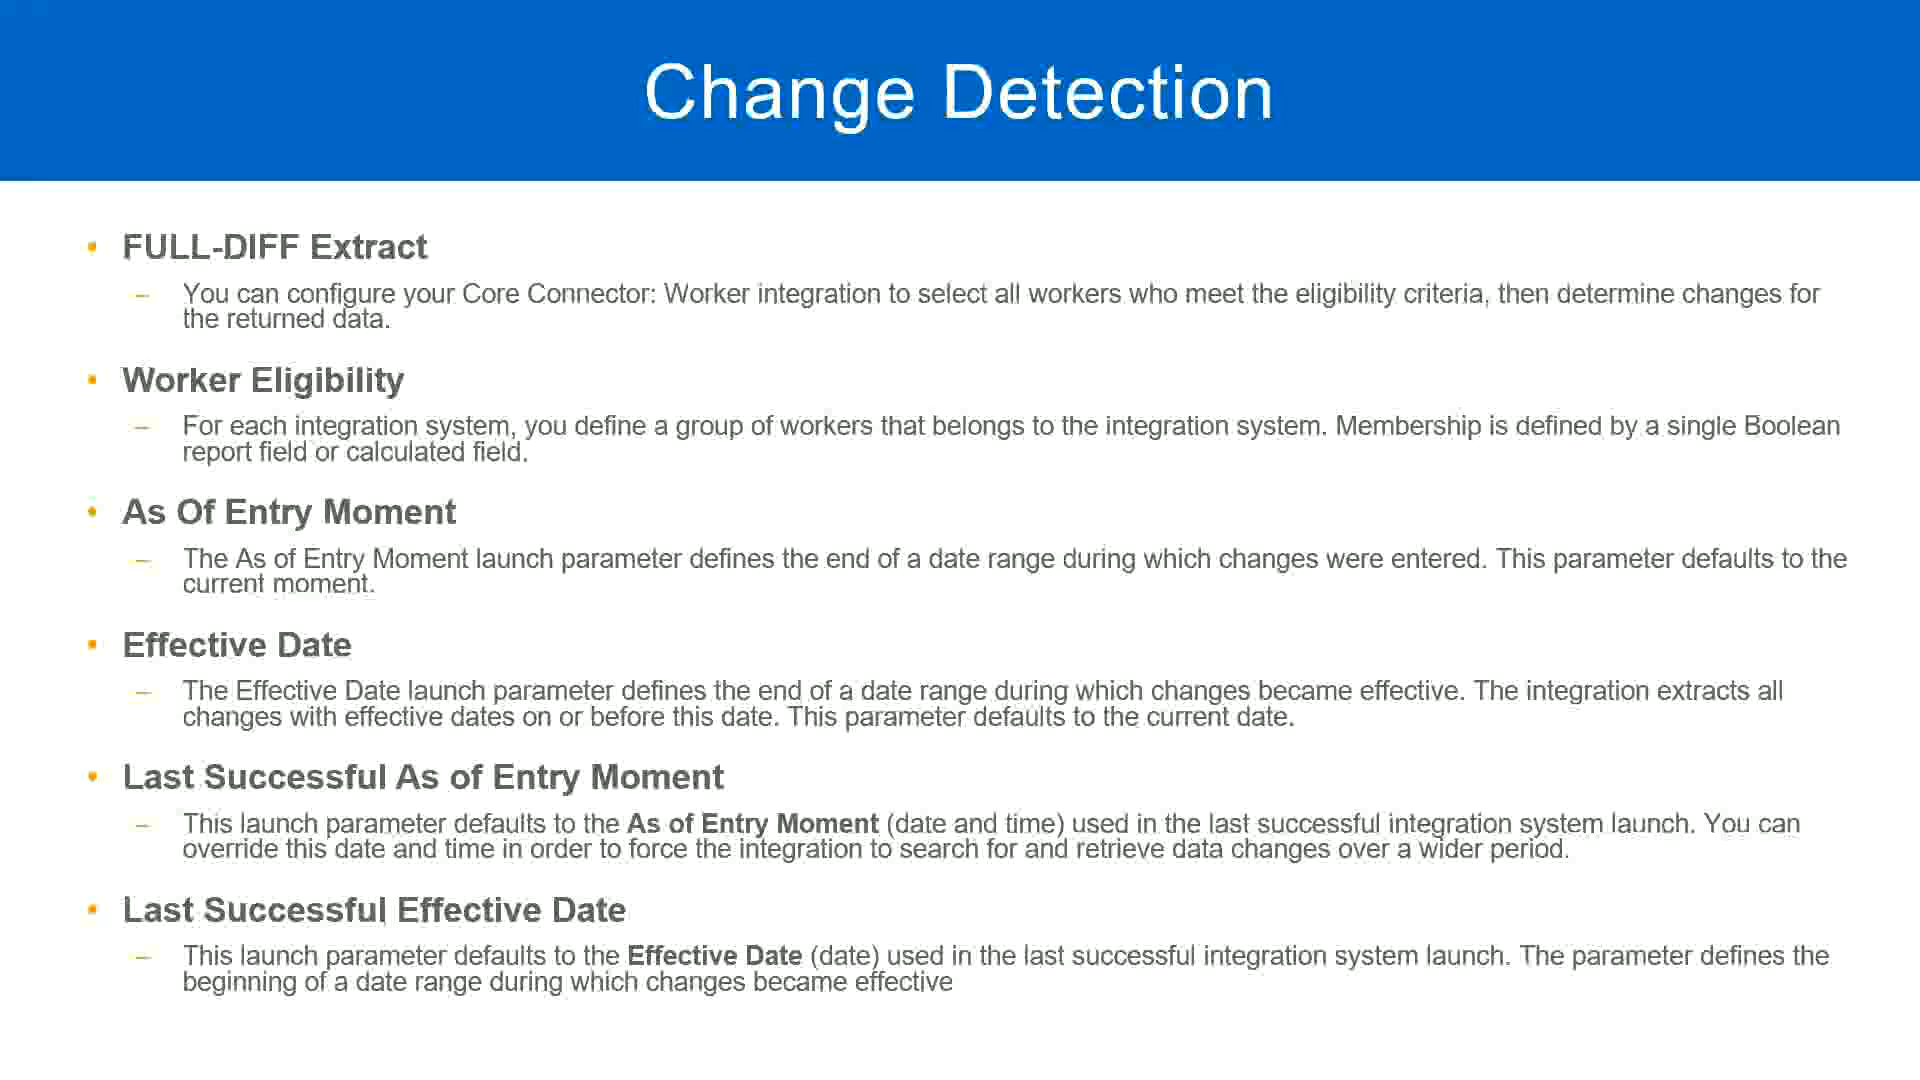 Change Detection
• FULL-DIFF Extract
– You can configure your Core Connector: Worker integration to select all workers who meet the eligibility criteria, then determine changes for
the returned data.
• Worker Eligibility
– For each integration system, you define a group of workers that belongs to the integration system. Membership is defined by a single Boolean
report field or calculated field.
• As Of Entry Moment
– The As of Entry Moment launch parameter defines the end of a date range during which changes were entered. This parameter defaults to the
current moment.
• Effective Date
– The Effective Date launch parameter defines the end of a date range during which changes became effective. The integration extracts all
changes with effective dates on or before this date. This parameter defaults to the current date.
• Last Successful As of Entry Moment
– This launch parameter defaults to the As of Entry Moment (date and time) used in the last successful integration system launch. You can
override this date and time in order to force the integration to search for and retrieve data changes over a wider period.
• Last Successful Effective Date
– This launch parameter defaults to the Effective Date (date) used in the last successful integration system launch. The parameter defines the
beginning of a date range during which changes became effective